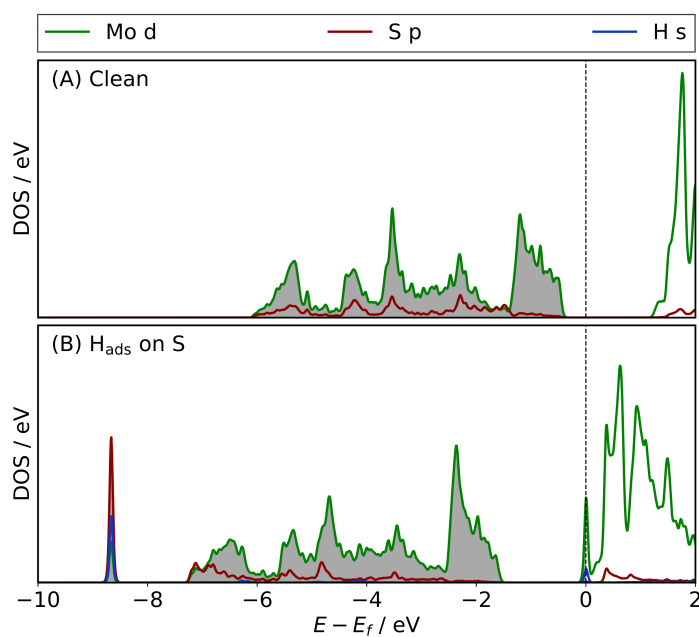 Mo d S p H s
(A) Clean
DOS / eV
(B) H_ads on S
DOS / eV
−10 −8 −6 −4 −2 0 2
E − E_f / eV